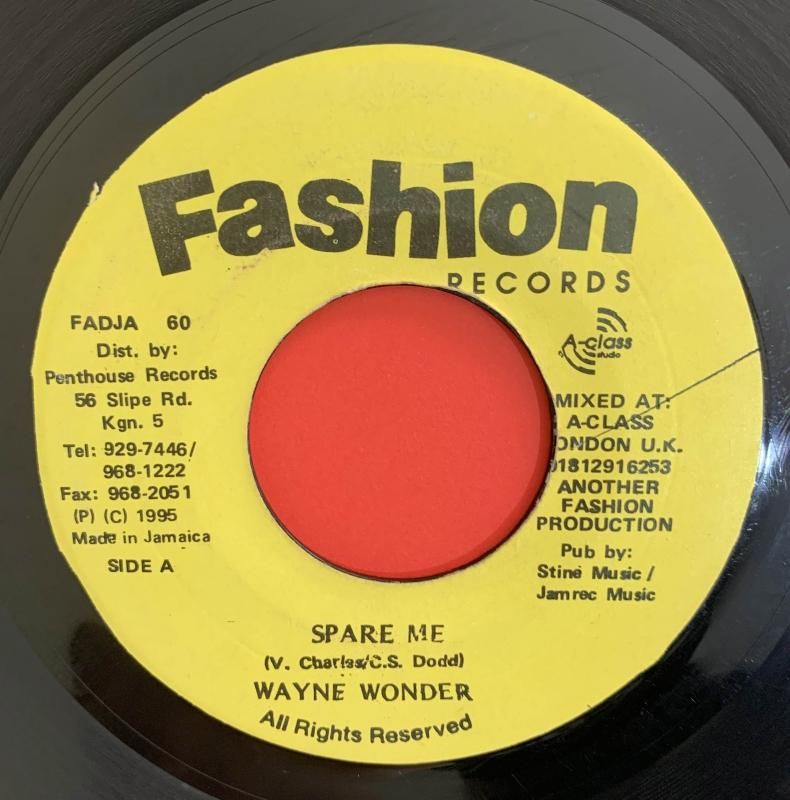 Fashion
RECORDS
FADJA 60
Dist. by:
Penthouse Records
56 Slipe Rd.
Kgn. 5
Tel: 929-7446/
968-1222
Fax: 968-2051
(P) (C) 1995
Made in Jamaica
SIDE A
A-class
studio
MIXED AT:
A-CLASS
ONDON U.K.
01812916253
ANOTHER
FASHION
PRODUCTION
Pub by:
Stine Music /
Jamrec Music
SPARE ME
(V. Charles/C.S. Dodd)
WAYNE WONDER
All Rights Reserved